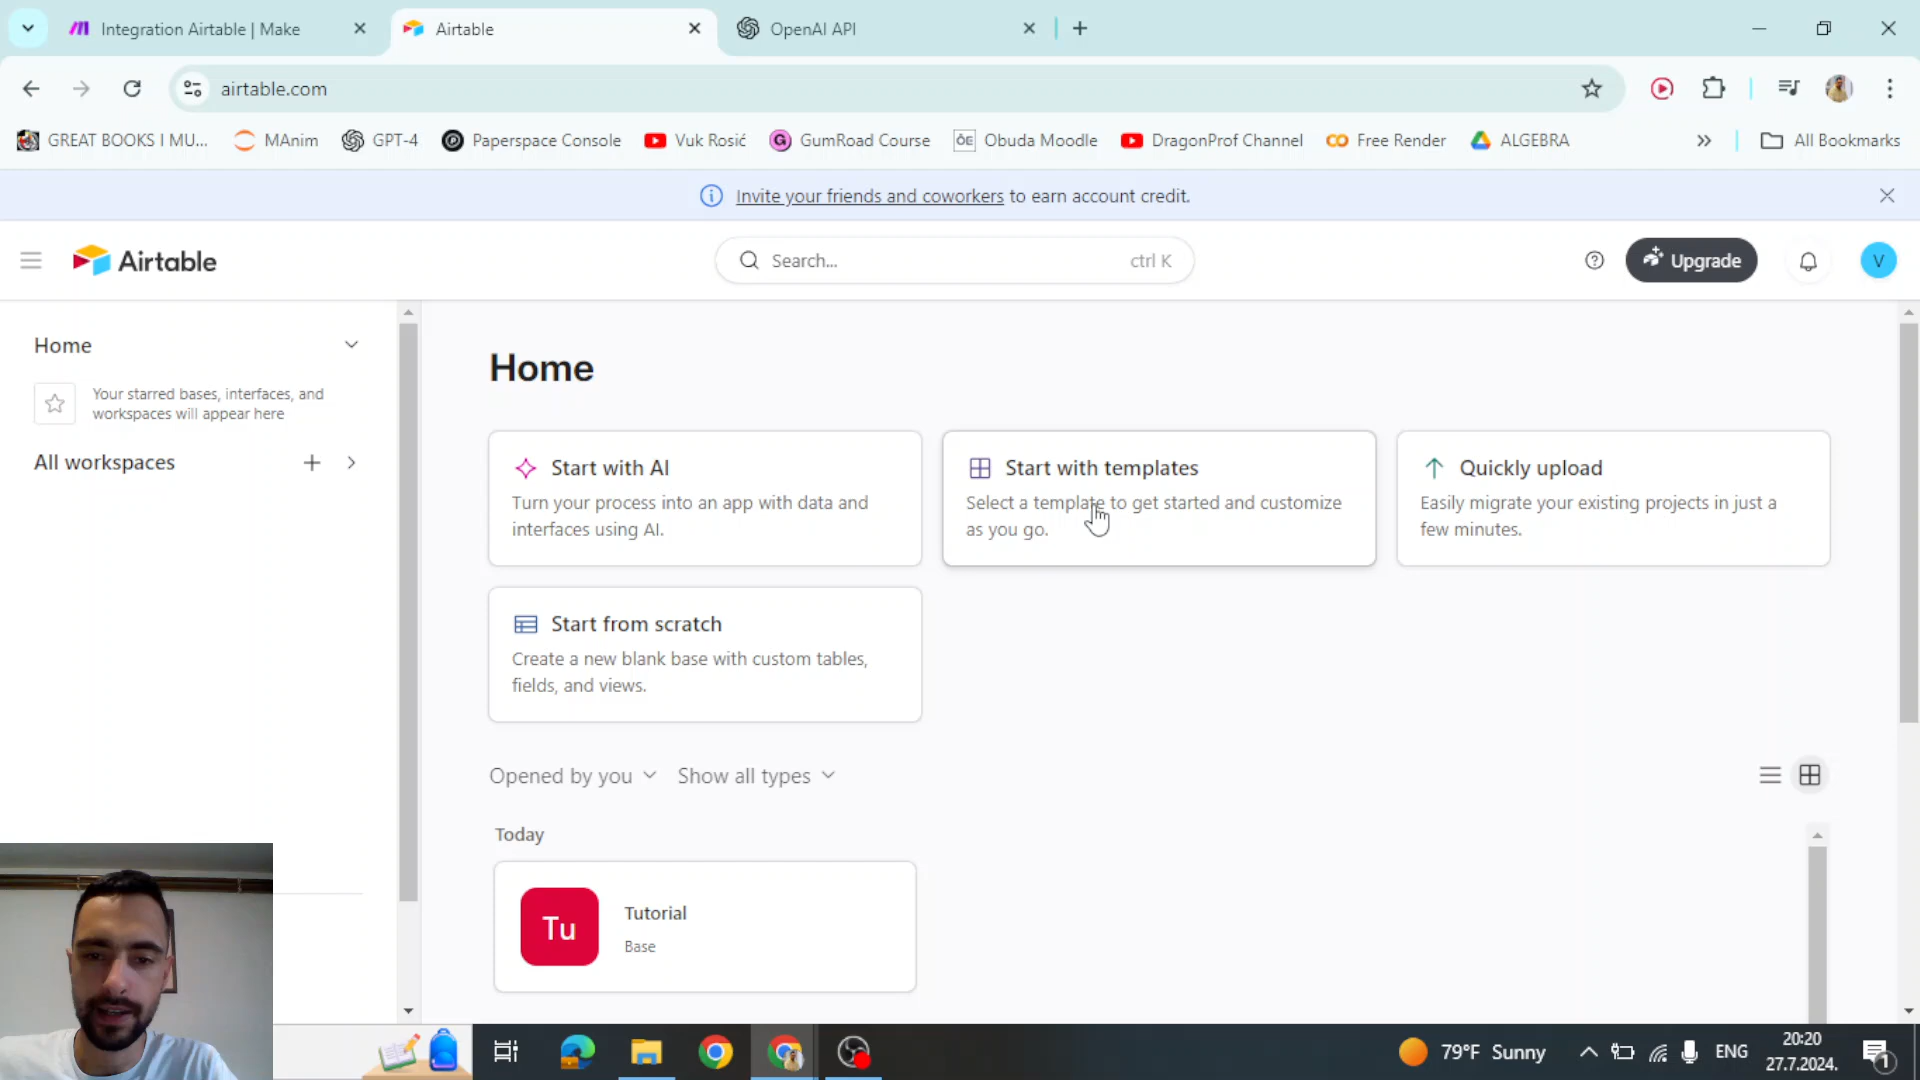 Integration Airtable | Make
Airtable
OpenAI API
airtable.com
GREAT BOOKS I MU...
MAnim
GPT-4
Paperspace Console
Vuk Rosić
GumRoad Course
ŌE Obuda Moodle
DragonProf Channel
Free Render
ALGEBRA
All Bookmarks
Invite your friends and coworkers to earn account credit.
Airtable
Search...
ctrl K
Upgrade
V
Home
Your starred bases, interfaces, and
workspaces will appear here
All workspaces
Home
Start with AI
Turn your process into an app with data and
interfaces using AI.
Start with templates
Select a template to get started and customize
as you go.
Quickly upload
Easily migrate your existing projects in just a
few minutes.
Start from scratch
Create a new blank base with custom tables,
fields, and views.
Opened by you
Show all types
Today
Tu
Tutorial
Base
79°F Sunny
ENG
20:20
27.7.2024.
1